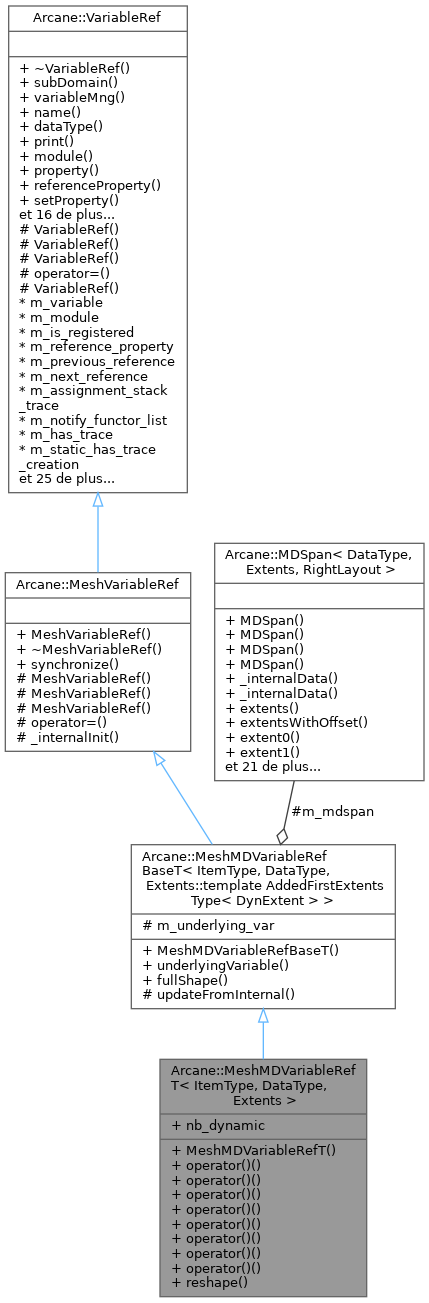 Arcane::VariableRef
+ ~VariableRef()
+ subDomain()
+ variableMng()
+ name()
+ dataType()
+ print()
+ module()
+ property()
+ referenceProperty()
+ setProperty()
et 16 de plus...
# VariableRef()
# VariableRef()
# VariableRef()
# operator=()
# VariableRef()
* m_variable
* m_module
* m_is_registered
* m_reference_property
* m_previous_reference
* m_next_reference
* m_assignment_stack
_trace
* m_notify_functor_list
* m_has_trace
* m_static_has_trace
_creation
et 25 de plus...
Arcane::MeshVariableRef
+ MeshVariableRef()
+ ~MeshVariableRef()
+ synchronize()
# MeshVariableRef()
# MeshVariableRef()
# MeshVariableRef()
# operator=()
# _internalInit()
Arcane::MDSpan< DataType,
Extents, RightLayout >
+ MDSpan()
+ MDSpan()
+ MDSpan()
+ MDSpan()
+ _internalData()
+ _internalData()
+ extents()
+ extentsWithOffset()
+ extent0()
+ extent1()
et 21 de plus...
#m_mdspan
Arcane::MeshMDVariableRef
BaseT< ItemType, DataType,
Extents::template AddedFirstExtents
Type< DynExtent > >
# m_underlying_var
+ MeshMDVariableRefBaseT()
+ underlyingVariable()
+ fullShape()
# updateFromInternal()
Arcane::MeshMDVariableRef
T< ItemType, DataType,
Extents >
+ nb_dynamic
+ MeshMDVariableRefT()
+ operator()()
+ operator()()
+ operator()()
+ operator()()
+ operator()()
+ operator()()
+ operator()()
+ operator()()
+ reshape()